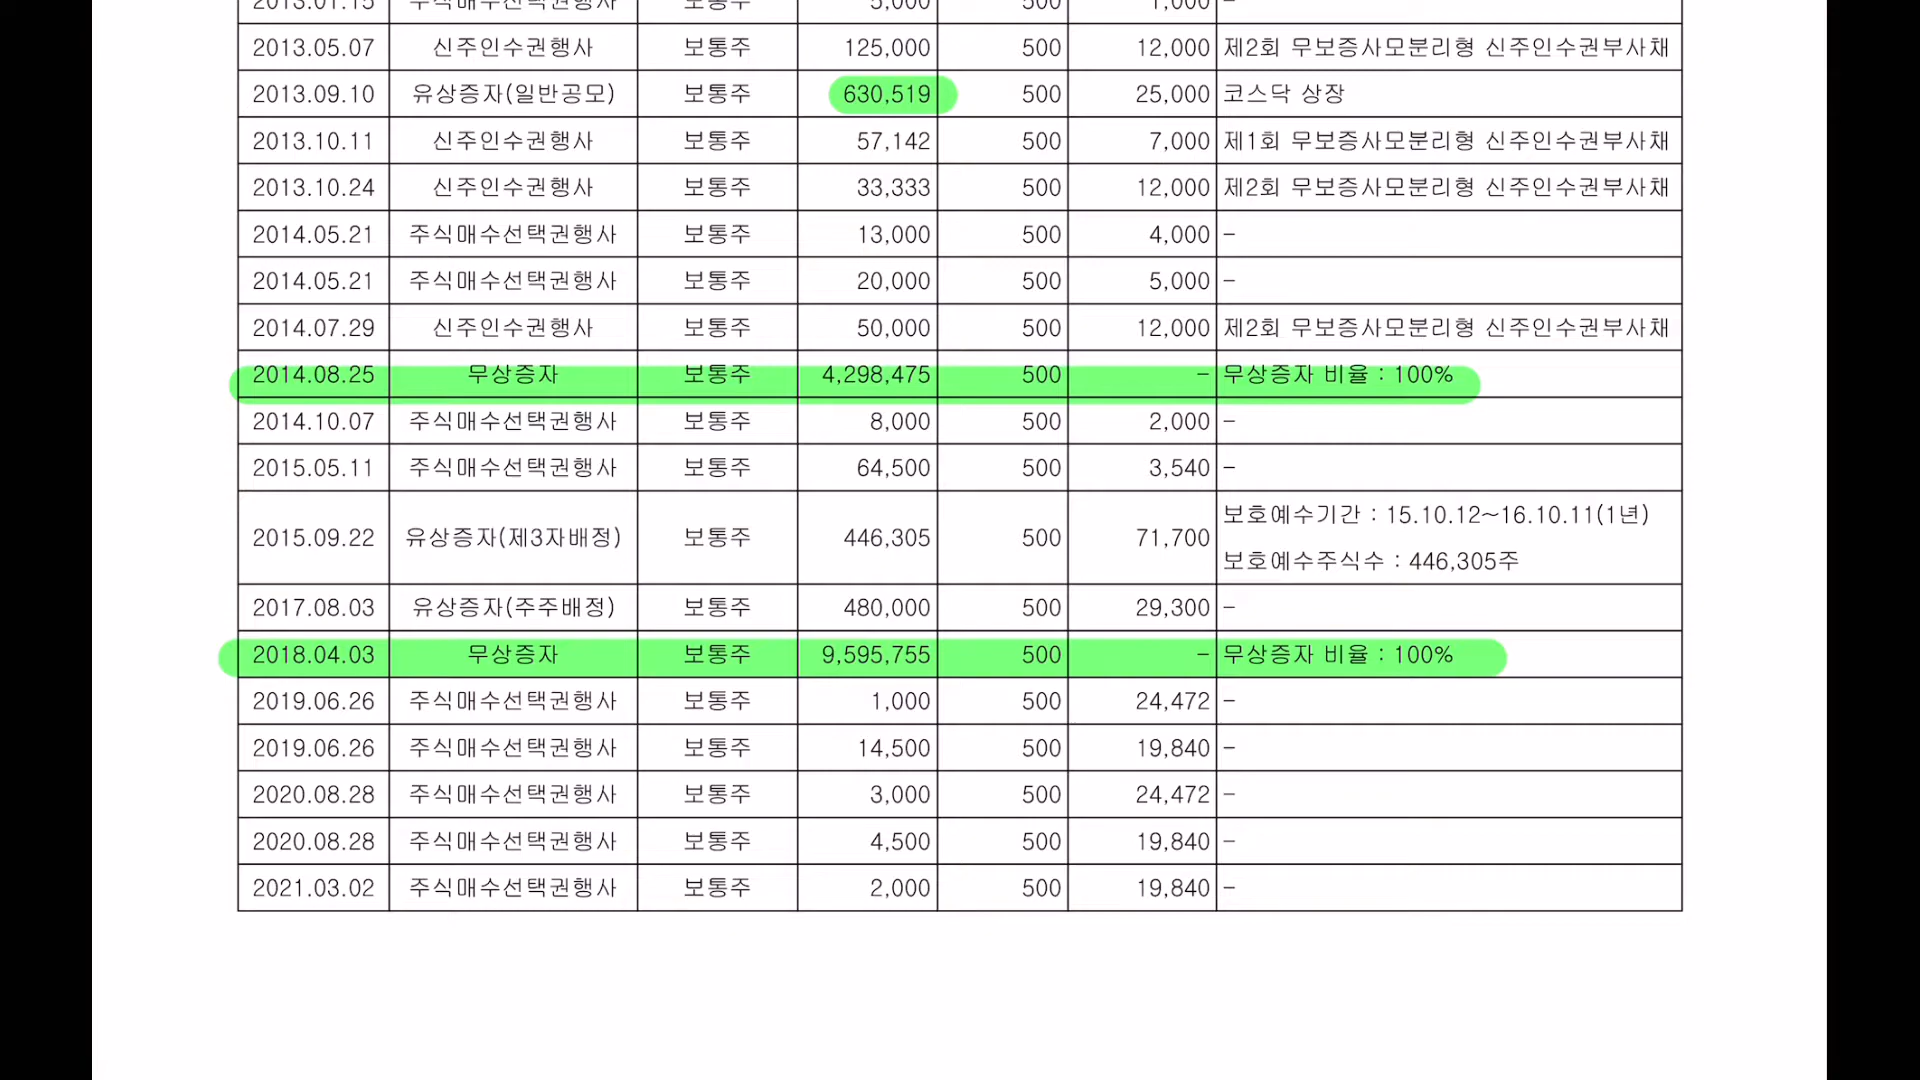 2013.01.15 주식매수선택권행사 보통주 5,000 500 1,000 -
2013.05.07 신주인수권행사 보통주 125,000 500 12,000 제2회 무보증사모분리형 신주인수권부사채
2013.09.10 유상증자(일반공모) 보통주 630,519 500 25,000 코스닥 상장
2013.10.11 신주인수권행사 보통주 57,142 500 7,000 제1회 무보증사모분리형 신주인수권부사채
2013.10.24 신주인수권행사 보통주 33,333 500 12,000 제2회 무보증사모분리형 신주인수권부사채
2014.05.21 주식매수선택권행사 보통주 13,000 500 4,000 -
2014.05.21 주식매수선택권행사 보통주 20,000 500 5,000 -
2014.07.29 신주인수권행사 보통주 50,000 500 12,000 제2회 무보증사모분리형 신주인수권부사채
2014.08.25 무상증자 보통주 4,298,475 500 - 무상증자 비율 : 100%
2014.10.07 주식매수선택권행사 보통주 8,000 500 2,000 -
2015.05.11 주식매수선택권행사 보통주 64,500 500 3,540 -
2015.09.22 유상증자(제3자배정) 보통주 446,305 500 71,700 보호예수기간 : 15.10.12~16.10.11(1년)
보호예수주식수 : 446,305주
2017.08.03 유상증자(주주배정) 보통주 480,000 500 29,300 -
2018.04.03 무상증자 보통주 9,595,755 500 - 무상증자 비율 : 100%
2019.06.26 주식매수선택권행사 보통주 1,000 500 24,472 -
2019.06.26 주식매수선택권행사 보통주 14,500 500 19,840 -
2020.08.28 주식매수선택권행사 보통주 3,000 500 24,472 -
2020.08.28 주식매수선택권행사 보통주 4,500 500 19,840 -
2021.03.02 주식매수선택권행사 보통주 2,000 500 19,840 -